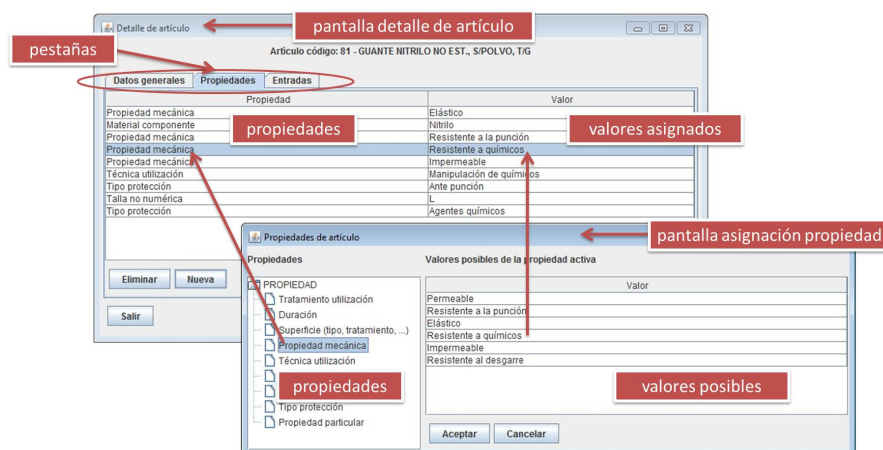 Detalle de artículo
pantalla detalle de artículo
pestañas
Artículo código: 81 - GUANTE NITRILO NO EST., S/POLVO, T/G
Datos generales Propiedades Entradas
Propiedad Valor
Propiedad mecánica Elástico
Material componente Nitrilo
Propiedad mecánica Resistente a la punción
Propiedad mecánica Resistente a químicos
Propiedad mecánica Impermeable
Técnica utilización Manipulación de químicos
Tipo protección Ante punción
Talla no numérica L
Tipo protección Agentes químicos
propiedades
valores asignados
Eliminar Nueva
Salir
Propiedades de artículo
pantalla asignación propiedad
Propiedades Valores posibles de la propiedad activa
PROPIEDAD
Tratamiento utilización
Duración
Superficie (tipo, tratamiento, ...)
Propiedad mecánica
Técnica utilización
Tipo protección
Propiedad particular
propiedades
Valor
Permeable
Resistente a la punción
Elástico
Resistente a químicos
Impermeable
Resistente al desgarre
valores posibles
Aceptar Cancelar